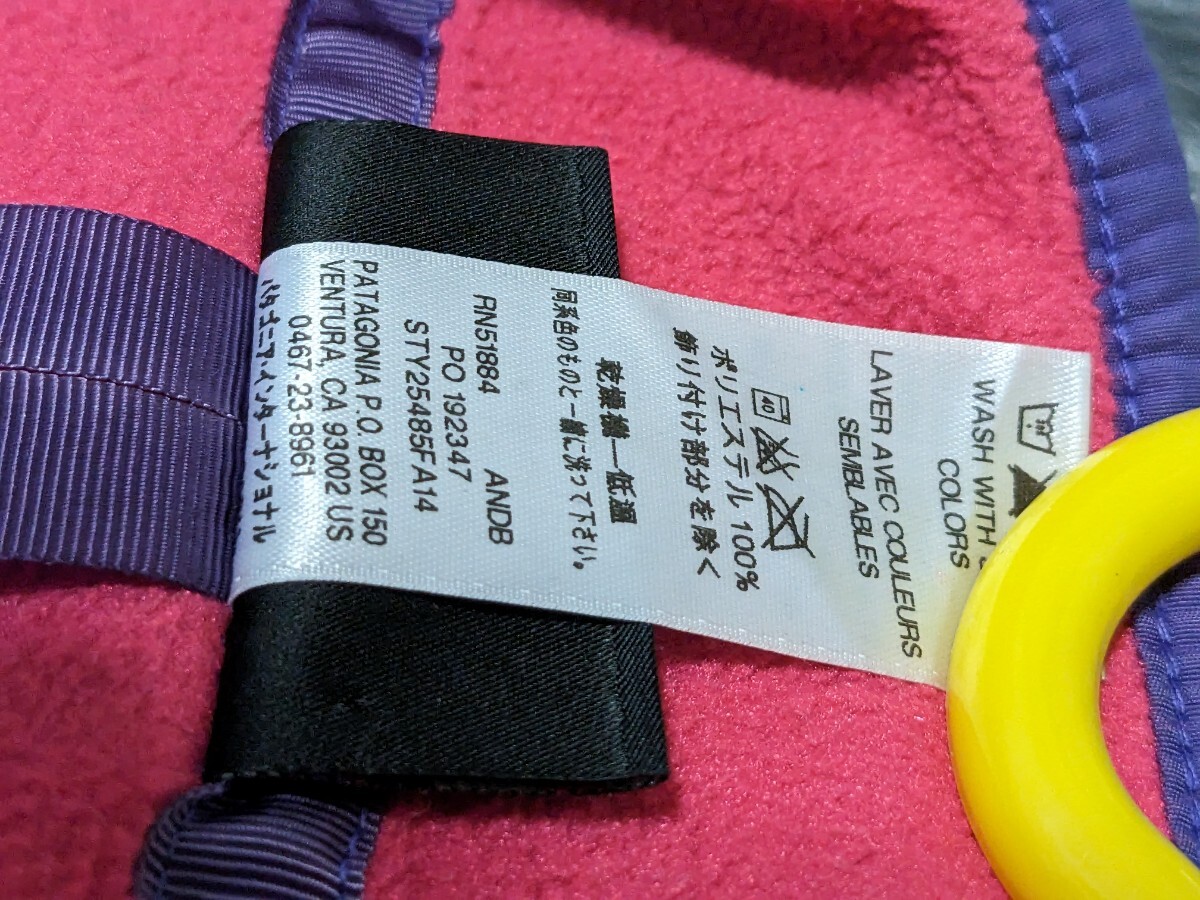 WASH WITH
COLORS
LAVER AVEC COULEURS
SEMBLABLES
40
ポリエステル 100%
飾り付け部分を除く
乾燥機—低温
同系色のものと一緒に洗って下さい。
RN51884 ANDB
PO 192347
STY25485FA14
PATAGONIA P.O. BOX 150
VENTURA, CA 93002 US
0467-23-8961
パタゴニア・インターナショナル